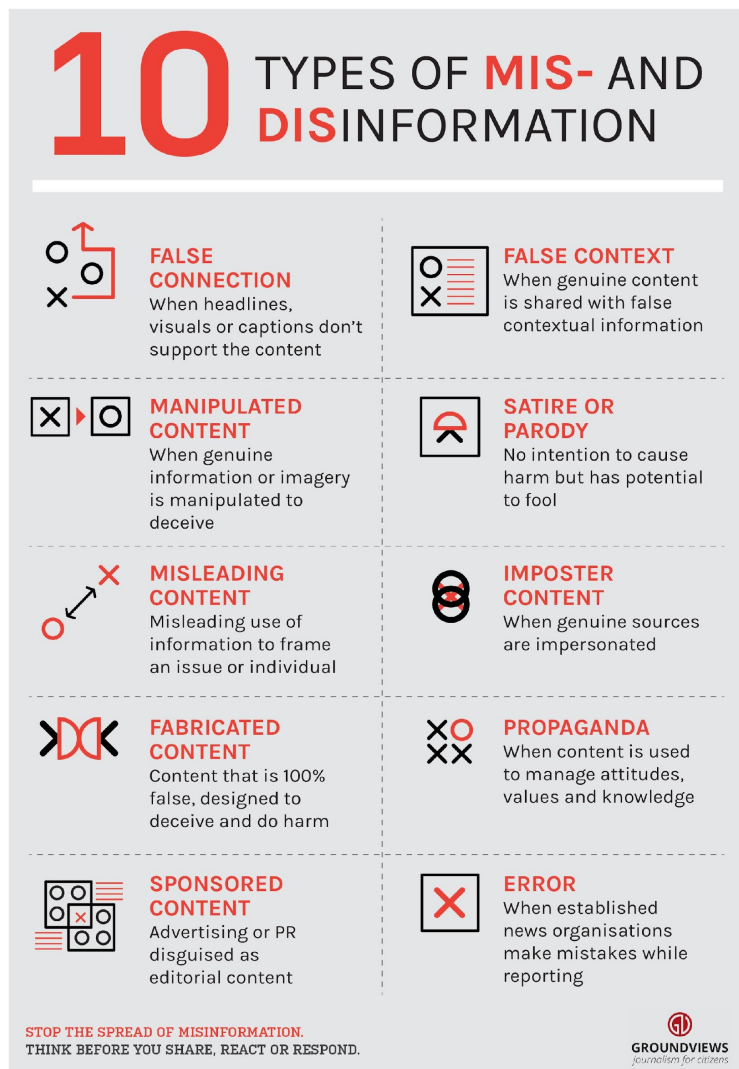 10 TYPES OF MIS- AND
DISINFORMATION
FALSE
CONNECTION
When headlines,
visuals or captions don't
support the content
FALSE CONTEXT
When genuine content
is shared with false
contextual information
MANIPULATED
CONTENT
When genuine
information or imagery
is manipulated to
deceive
SATIRE OR
PARODY
No intention to cause
harm but has potential
to fool
MISLEADING
CONTENT
Misleading use of
information to frame
an issue or individual
IMPOSTER
CONTENT
When genuine sources
are impersonated
FABRICATED
CONTENT
Content that is 100%
false, designed to
deceive and do harm
PROPAGANDA
When content is used
to manage attitudes,
values and knowledge
SPONSORED
CONTENT
Advertising or PR
disguised as
editorial content
ERROR
When established
news organisations
make mistakes while
reporting
STOP THE SPREAD OF MISINFORMATION.
THINK BEFORE YOU SHARE, REACT OR RESPOND.
GROUNDVIEWS
journalism for citizens